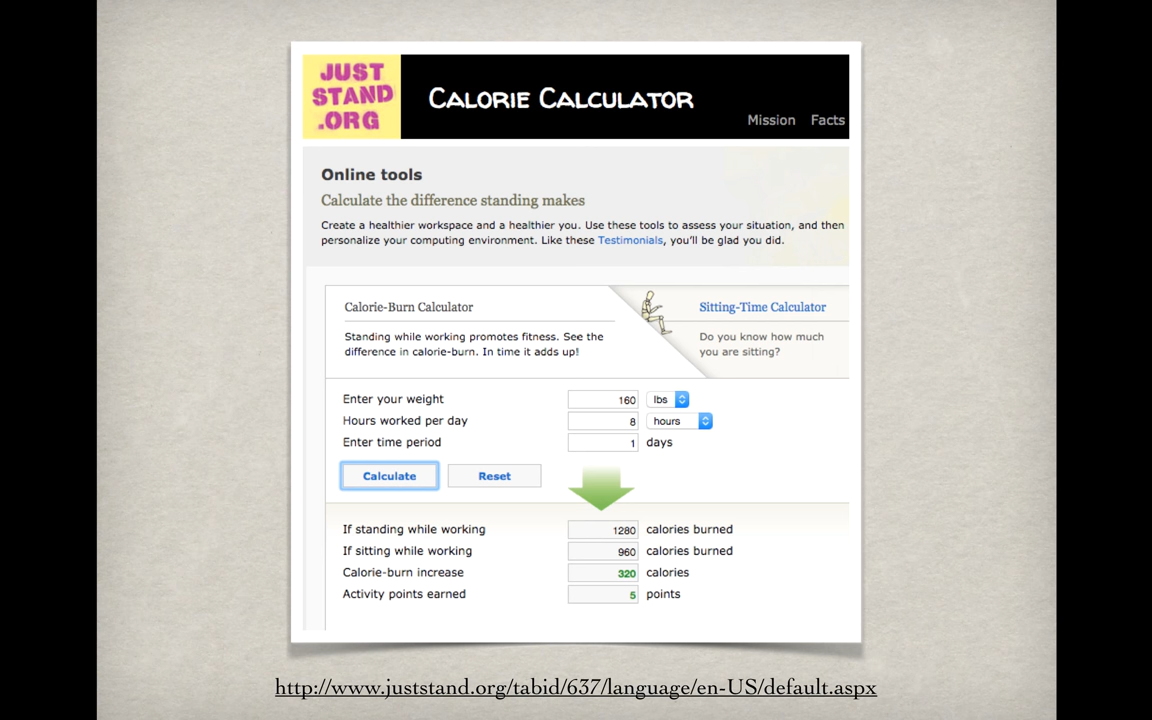 JUST
STAND
.ORG
CALORIE CALCULATOR
Mission Facts
Online tools
Calculate the difference standing makes
Create a healthier workspace and a healthier you. Use these tools to assess your situation, and then
personalize your computing environment. Like these Testimonials, you'll be glad you did.
Calorie-Burn Calculator
Standing while working promotes fitness. See the
difference in calorie-burn. In time it adds up!
Sitting-Time Calculator
Do you know how much
you are sitting?
Enter your weight 160 lbs
Hours worked per day 8 hours
Enter time period 1 days
Calculate Reset
If standing while working 1280 calories burned
If sitting while working 960 calories burned
Calorie-burn increase 320 calories
Activity points earned 5 points
http://www.juststand.org/tabid/637/language/en-US/default.aspx